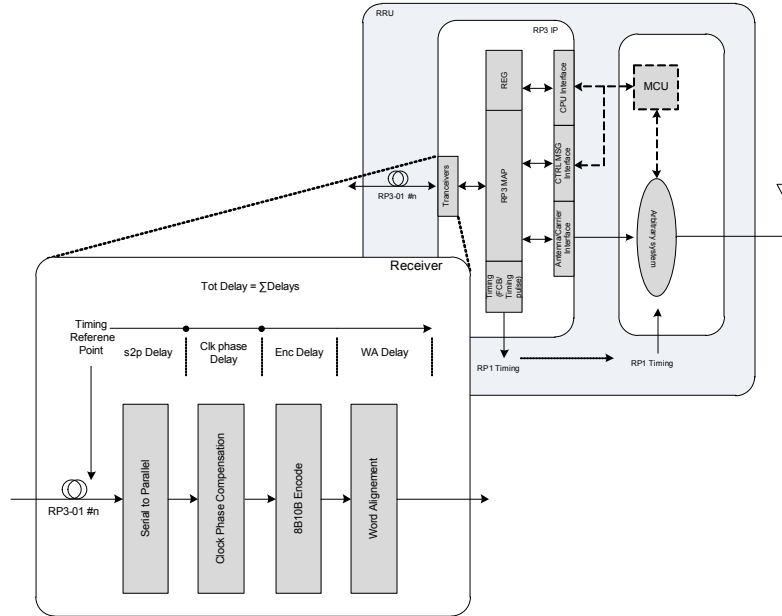 RRU
RP3 IP
REG
RP3 MAP
Timing
(FCB/
Timing
pulse)
CPU Interface
CTRL MSG
Interface
Antenna/Carrier
Interface
MCU
Arbitrary system
Tranceivers
RP3-01 #n
RP1 Timing
RP1 Timing
Receiver
Tot Delay = ∑Delays
Timing
Referene
Point
s2p Delay
Clk phase
Delay
Enc Delay
WA Delay
RP3-01 #n
Serial to Parallel
Clock Phase Compensation
8B10B Encode
Word Alignement